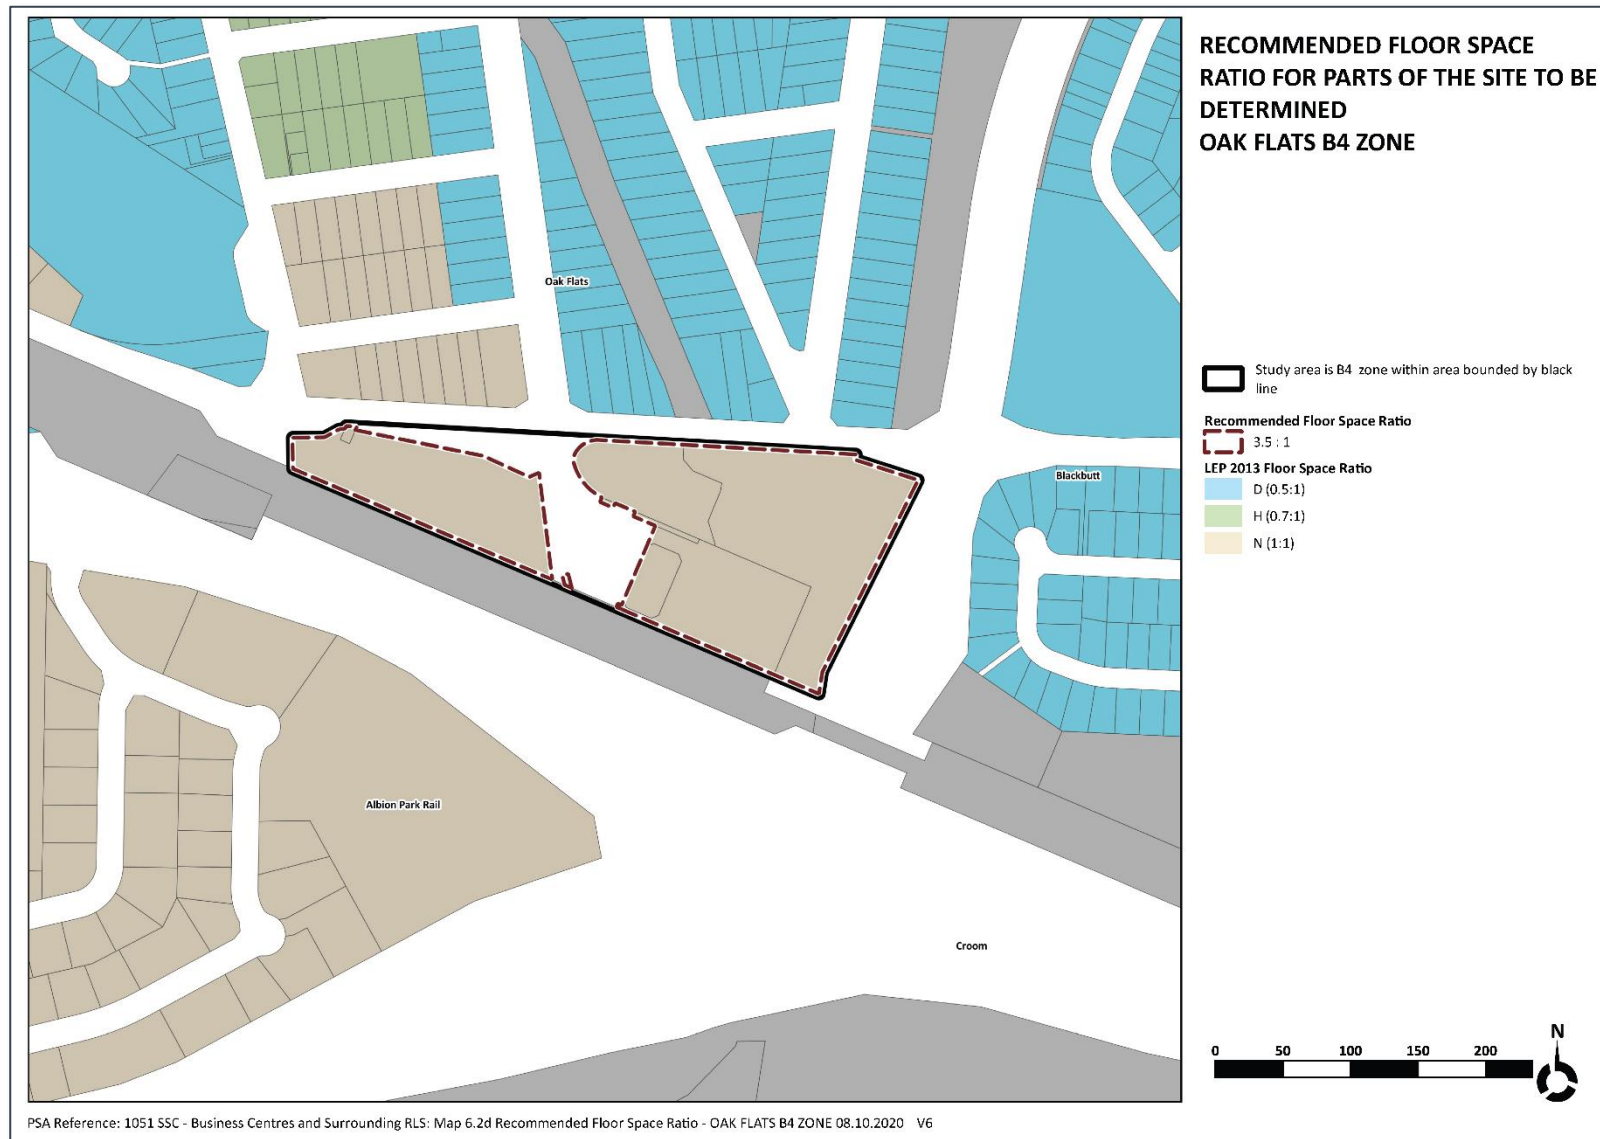 RECOMMENDED FLOOR SPACE
RATIO FOR PARTS OF THE SITE TO BE
DETERMINED
OAK FLATS B4 ZONE
Oak Flats
Study area is B4 zone within area bounded by black
line
Recommended Floor Space Ratio
3.5 : 1
LEP 2013 Floor Space Ratio
D (0.5:1)
H (0.7:1)
N (1:1)
Blackbutt
Albion Park Rail
Croom
N
0 50 100 150 200
PSA Reference: 1051 SSC - Business Centres and Surrounding RLS: Map 6.2d Recommended Floor Space Ratio - OAK FLATS B4 ZONE 08.10.2020 V6